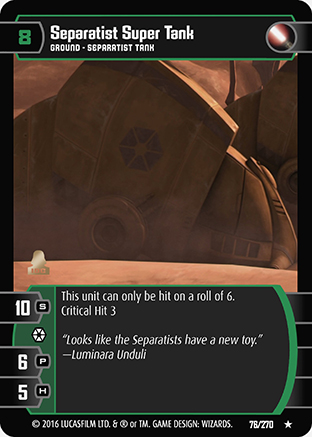 8
Separatist Super Tank
GROUND - SEPARATIST TANK
10 S
This unit can only be hit on a roll of 6.
Critical Hit 3
6 P
“Looks like the Separatists have a new toy.”
—Luminara Unduli
5 H
© 2016 LUCASFILM LTD. & ® or TM. GAME DESIGN: WIZARDS.
76/270